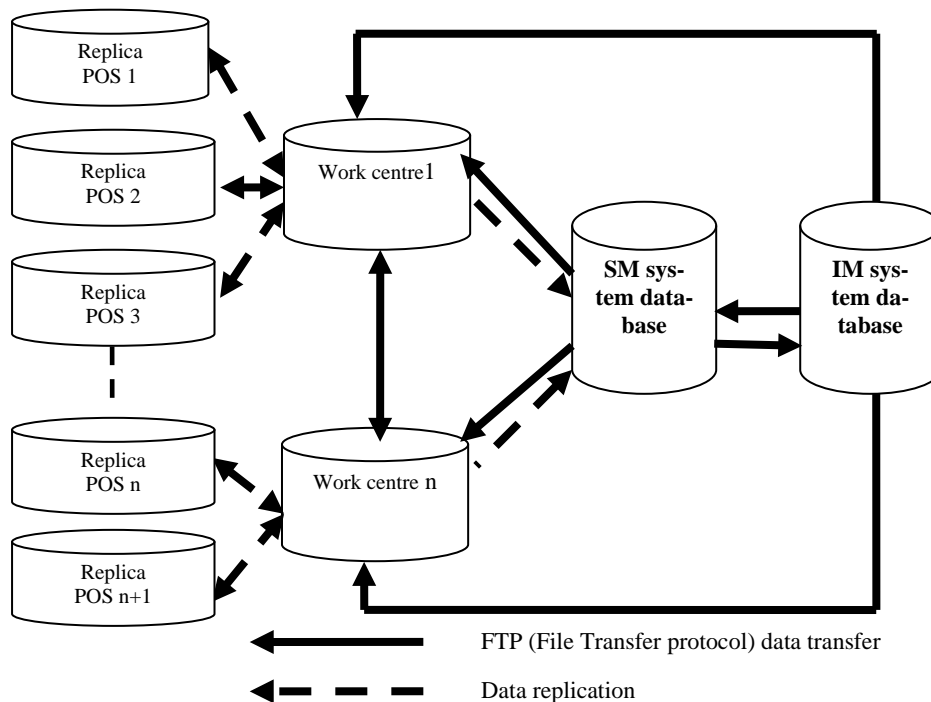 Replica
POS 1
Replica
POS 2
Replica
POS 3
Replica
POS n
Replica
POS n+1
Work centre1
Work centre n
SM sys-
tem data-
base
IM sys-
tem da-
tabase
FTP (File Transfer protocol) data transfer
Data replication